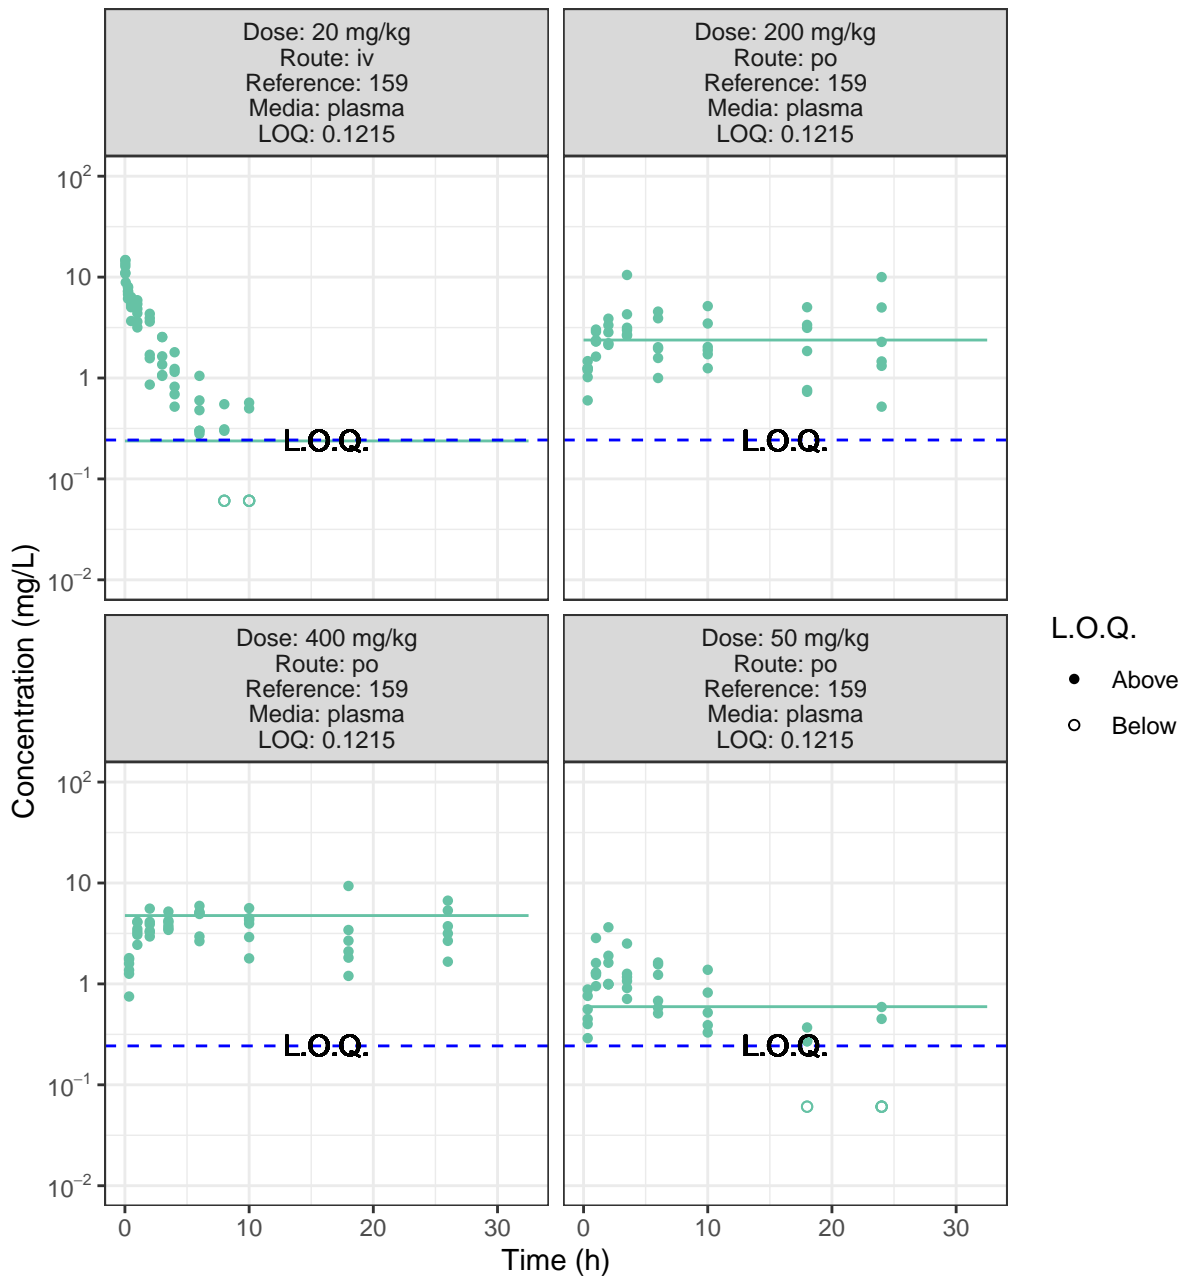 Dose: 20 mg/kg
Route: iv
Reference: 159
Media: plasma
LOQ: 0.1215
Dose: 200 mg/kg
Route: po
Reference: 159
Media: plasma
LOQ: 0.1215
10²
10
1
10⁻¹
10⁻²
L.O.Q.
L.O.Q.
Dose: 400 mg/kg
Route: po
Reference: 159
Media: plasma
LOQ: 0.1215
Dose: 50 mg/kg
Route: po
Reference: 159
Media: plasma
LOQ: 0.1215
10²
10
1
10⁻¹
10⁻²
L.O.Q.
L.O.Q.
0 10 20 30
0 10 20 30
Time (h)
Concentration (mg/L)
L.O.Q.
Above
Below